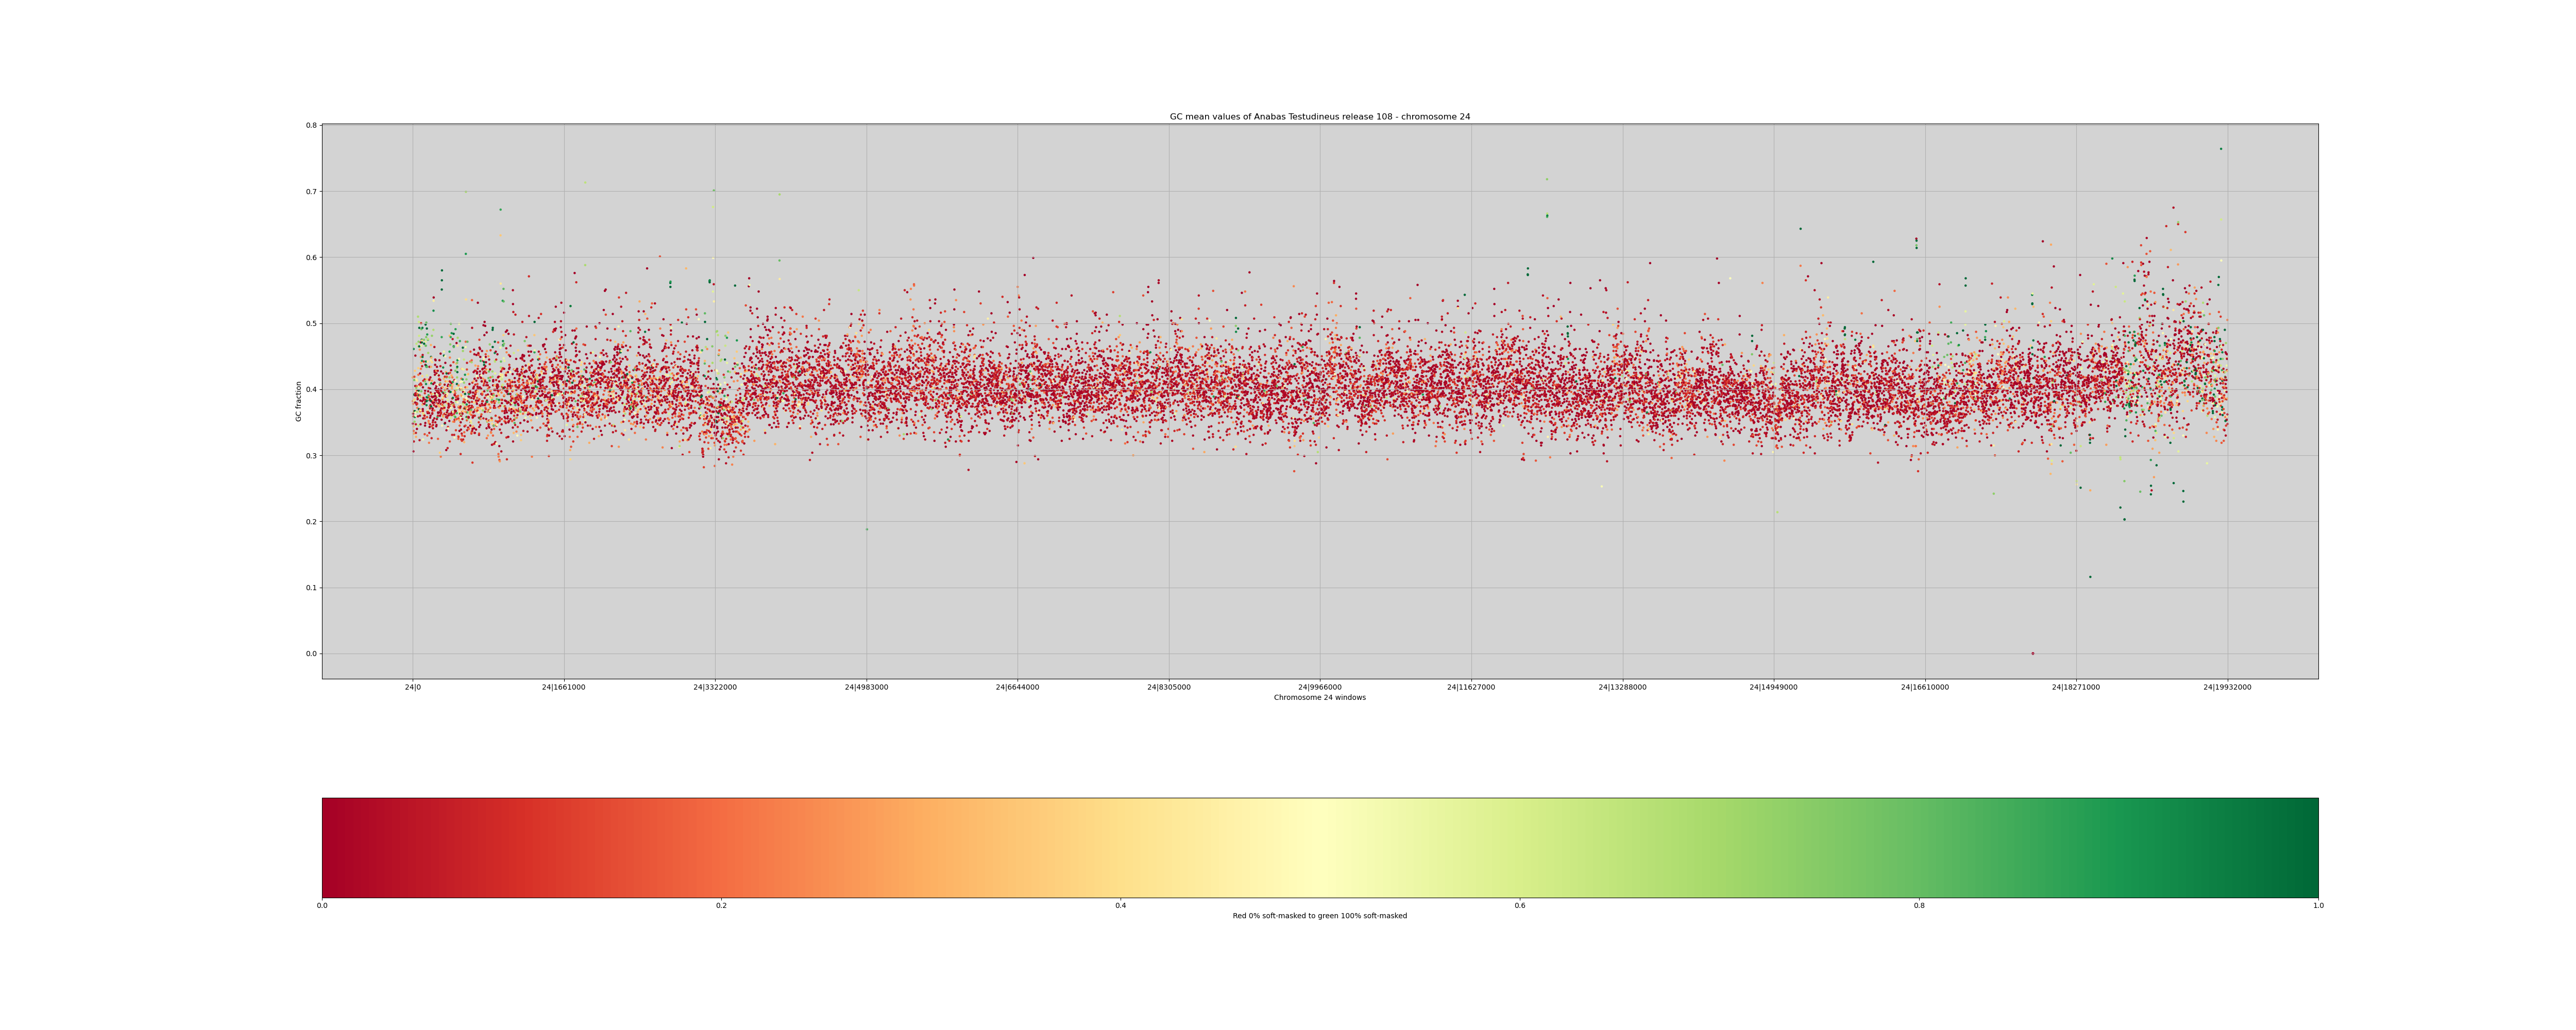 GC mean values of Anabas Testudineus release 108 - chromosome 24
0.8
0.7
0.6
0.5
0.4
0.3
0.2
0.1
0.0
GC fraction
24|0 24|1661000 24|3322000 24|4983000 24|6644000 24|8305000 24|9966000 24|11627000 24|13288000 24|14949000 24|16610000 24|18271000 24|19932000
Chromosome 24 windows
0.0 0.2 0.4 0.6 0.8 1.0
Red 0% soft-masked to green 100% soft-masked